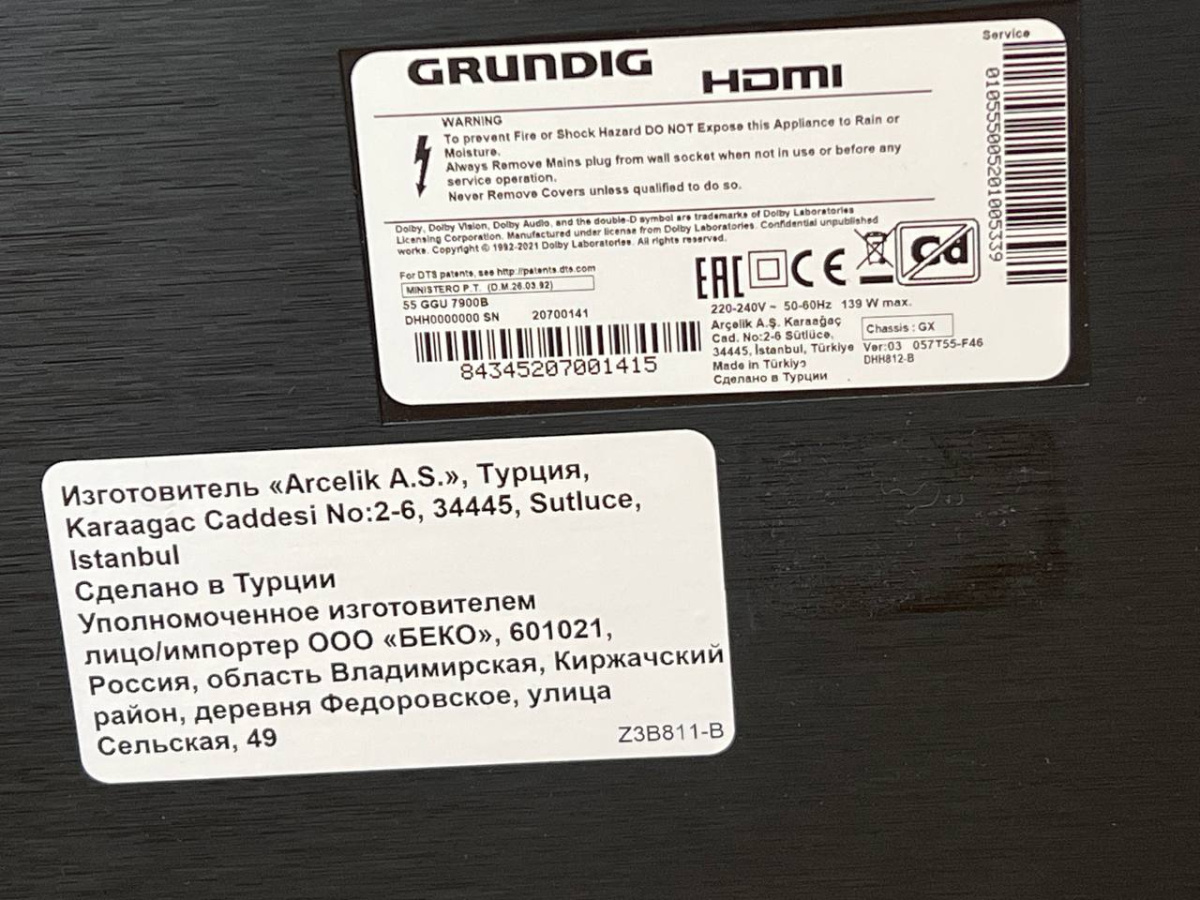 GRUNDIG HDMI
Service
WARNING
To prevent Fire or Shock Hazard DO NOT Expose this Appliance to Rain or
Moisture.
Always Remove Mains plug from wall socket when not in use or before any
service operation.
Never Remove Covers unless qualified to do so.
010555005201005339
Dolby, Dolby Vision, Dolby Audio, and the double-D symbol are trademarks of Dolby Laboratories
Licensing Corporation. Manufactured under license from Dolby Laboratories. Confidential unpublished
works. Copyright © 1992-2021 Dolby Laboratories. All rights reserved.
For DTS patents, see http://patents.dts.com
MINISTERO P.T. (D.M.26.03.92)
55 GGU 7900B
DHH0000000 SN 20700141
84345207001415
EAC CE Cd
220-240V ~ 50-60Hz 139 W max.
Arçelik A.Ş. Karaağaç
Cad. No:2-6 Sütlüce,
34445, İstanbul, Türkiye
Made in Türkiye
Сделано в Турции
Chassis : GX
Ver:03 057T55-F46
DHH812-B
Изготовитель «Arcelik A.S.», Турция,
Karaagac Caddesi No:2-6, 34445, Sutluce,
Istanbul
Сделано в Турции
Уполномоченное изготовителем
лицо/импортер ООО «БЕКО», 601021,
Россия, область Владимирская, Киржачский
район, деревня Федоровское, улица
Сельская, 49
Z3B811-B